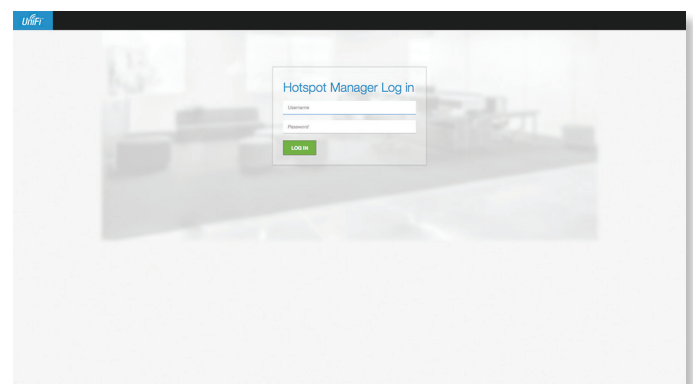 UniFi
Hotspot Manager Log in
Username
Password
LOG IN